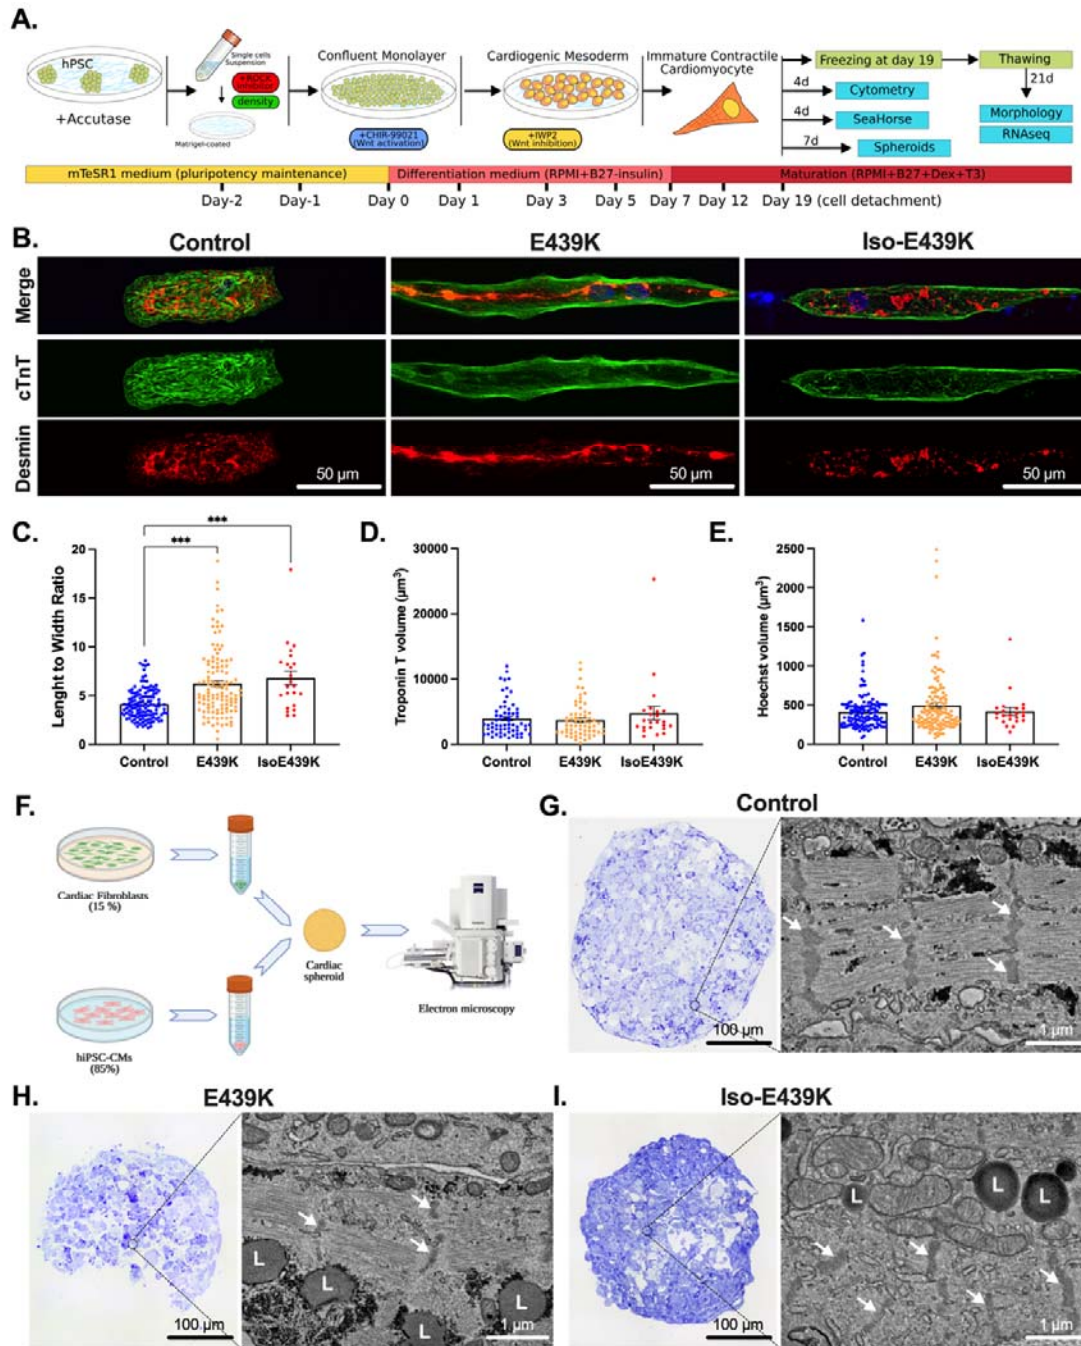 A.
hPSC
+Accutase
Single cells
Suspension
+ROCK
inhibitor
density
Matrigel-coated
Confluent Monolayer
+CHIR-99021
(Wnt activation)
Cardiogenic Mesoderm
+IWP2
(Wnt inhibition)
Immature Contractile
Cardiomyocyte
Freezing at day 19
Thawing
4d
Cytometry
21d
4d
SeaHorse
Morphology
RNAseq
7d
Spheroids
mTeSR1 medium (pluripotency maintenance)
Differentiation medium (RPMI+B27-insulin)
Maturation (RPMI+B27+Dex+T3)
Day-2
Day-1
Day 0
Day 1
Day 3
Day 5
Day 7
Day 12
Day 19 (cell detachment)
B.
Control
E439K
Iso-E439K
Merge
cTnT
Desmin
50 µm
50 µm
50 µm
C.
***
***
Lenght to Width Ratio
20
15
10
5
0
Control
E439K
IsoE439K
D.
Troponin T volume (µm³)
30000
20000
10000
0
Control
E439K
IsoE439K
E.
Hoechst volume (µm³)
2500
2000
1500
1000
500
0
Control
E439K
IsoE439K
F.
Cardiac Fibroblasts
(15 %)
hiPSC-CMs
(85%)
Cardiac
spheroid
Electron microscopy
G.
Control
100 µm
1 µm
H.
E439K
100 µm
L
L
L
L
1 µm
I.
Iso-E439K
100 µm
L
L
L
1 µm